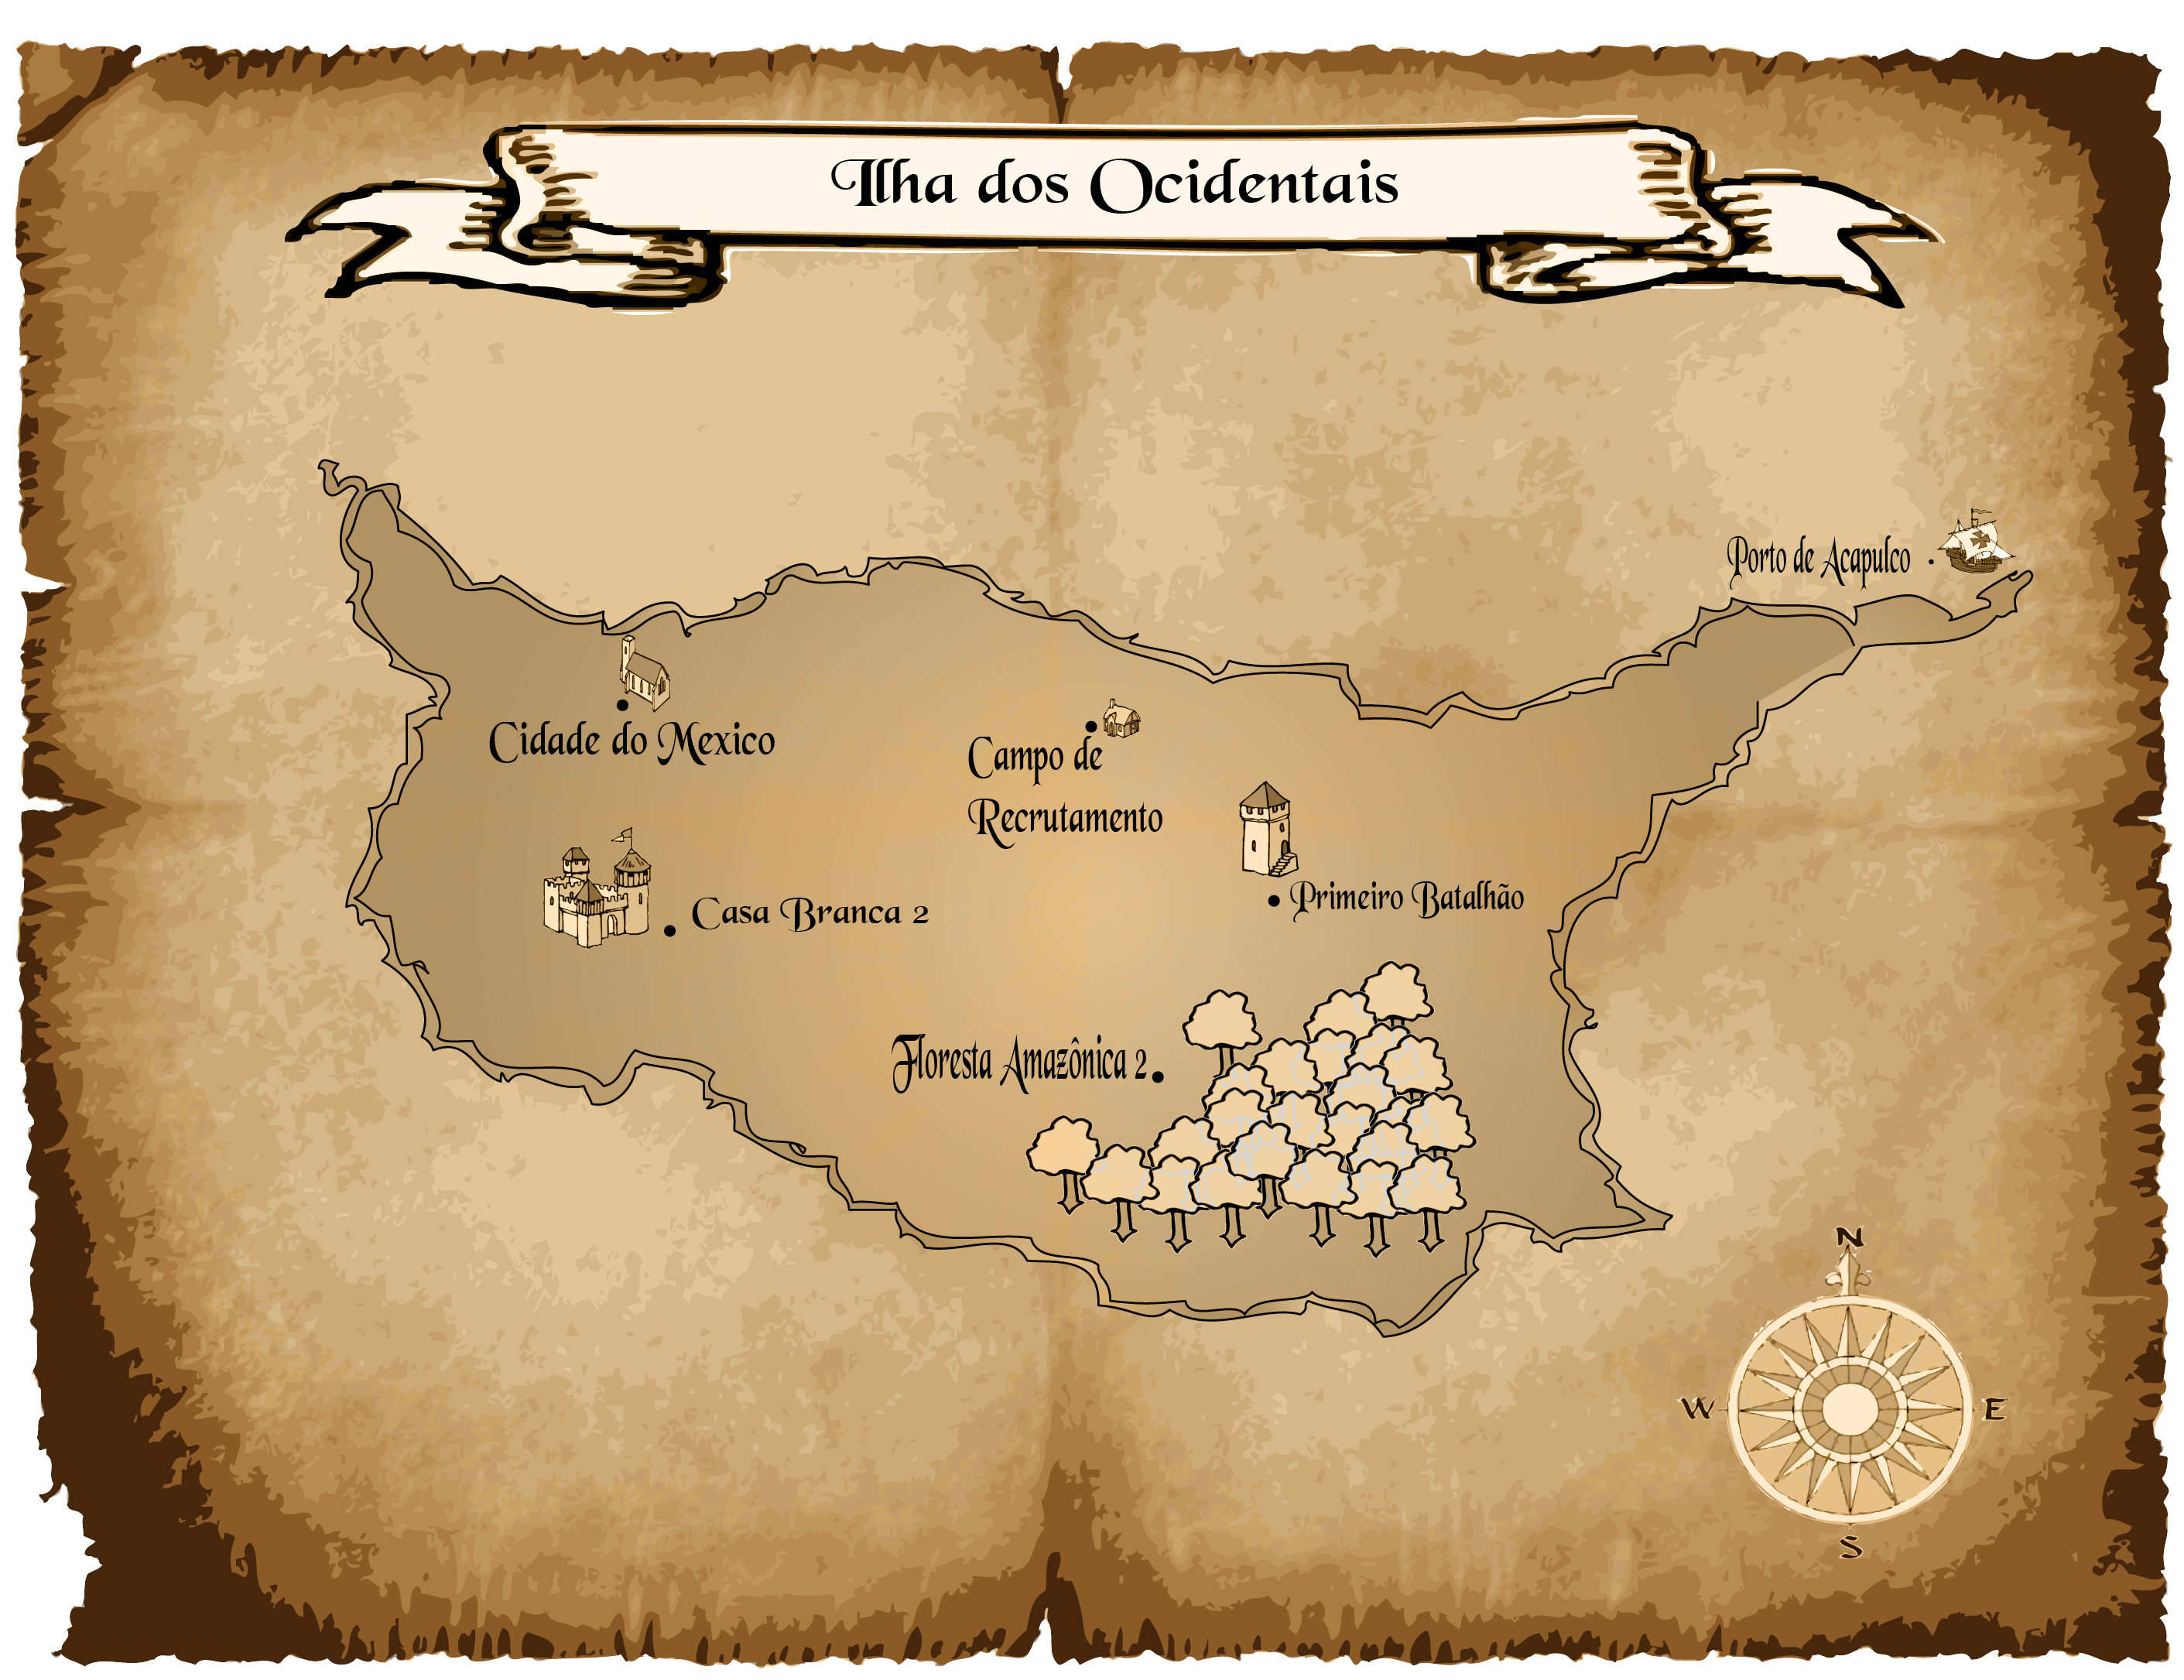 Ilha dos Ocidentais
Porto de Acapulco
Cidade do Mexico
Campo de
Recrutamento
Primeiro Batalhão
Casa Branca 2
Floresta Amazônica 2
N
W
E
S